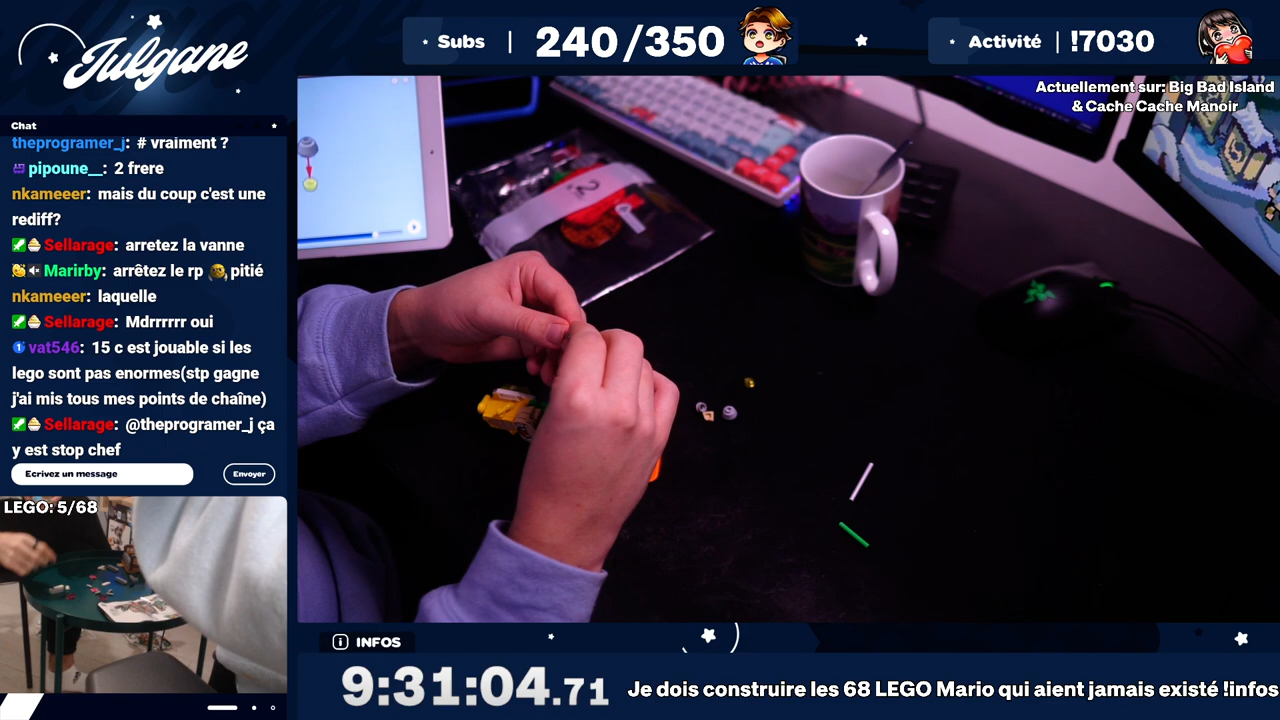 Julgane
Subs | 240/350
Activité | !7030
Actuellement sur: Big Bad Island
& Cache Cache Manoir
Chat
theprogramer_j: # vraiment ?
pipoune__: 2 frere
nkameeer: mais du coup c'est une
rediff?
Sellarage: arretez la vanne
Marirby: arrêtez le rp pitié
nkameeer: laquelle
Sellarage: Mdrrrrrr oui
1 vat546: 15 c est jouable si les
lego sont pas enormes(stp gagne
j'ai mis tous mes points de chaîne)
Sellarage: @theprogramer_j ça
y est stop chef
Ecrivez un message
Envoyer
LEGO: 5/68
INFOS
9:31:04.71
Je dois construire les 68 LEGO Mario qui aient jamais existé !infos